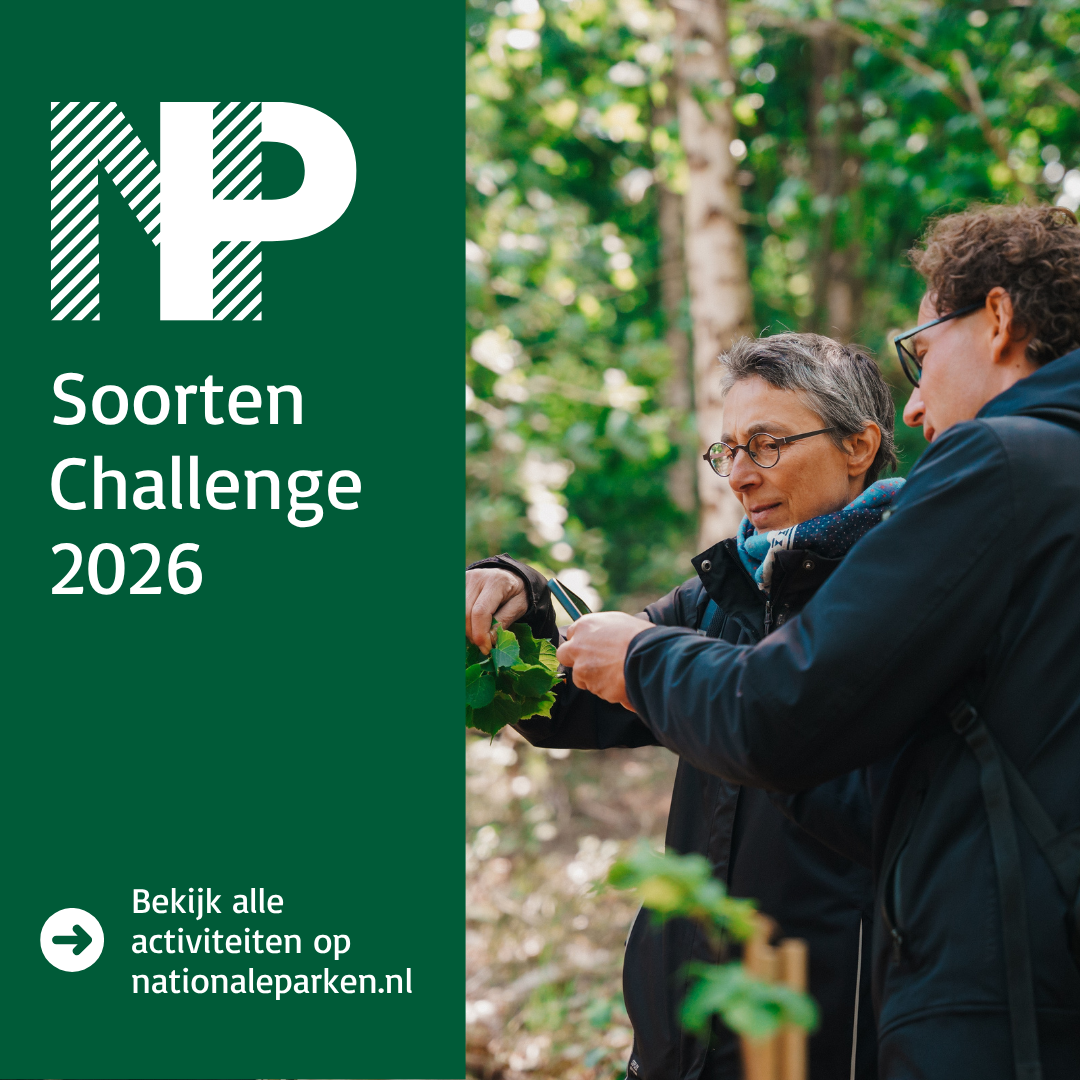 NP
Soorten
Challenge
2026
Bekijk alle
activiteiten op
nationaleparken.nl